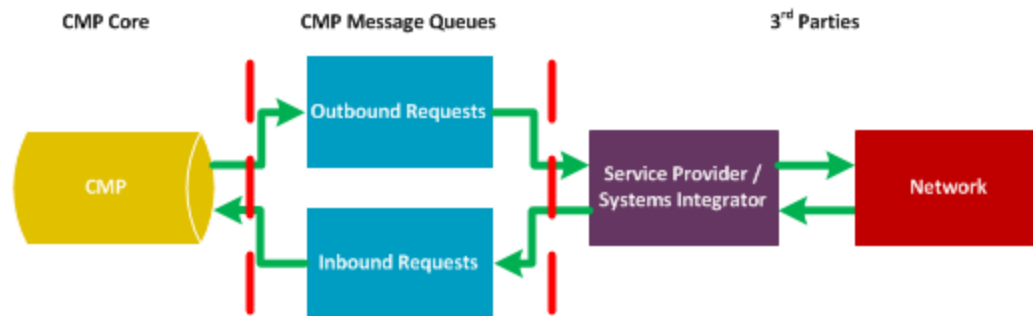 CMP Core
CMP Message Queues
3rd Parties
Outbound Requests
CMP
Service Provider /
Systems Integrator
Network
Inbound Requests